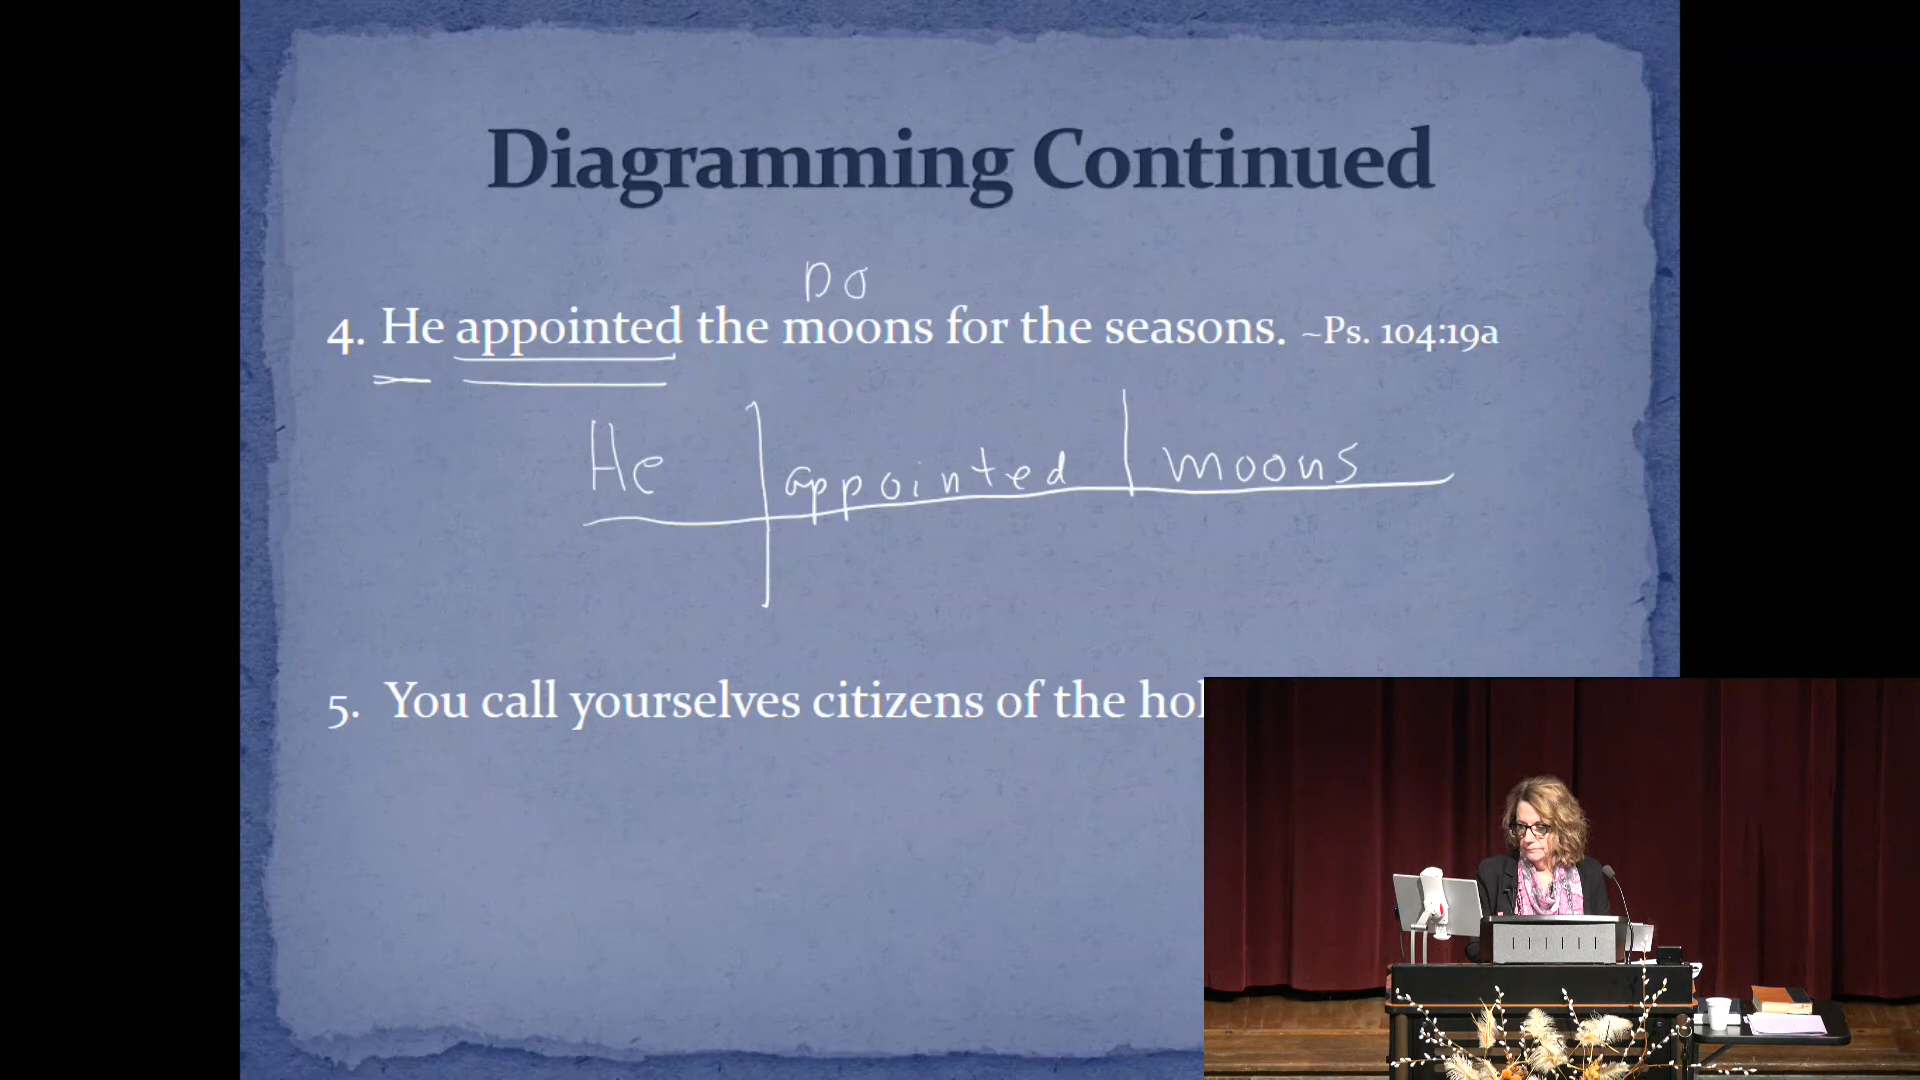 Diagramming Continued
DO
4. He appointed the moons for the seasons. ~Ps. 104:19a
He appointed moons
5. You call yourselves citizens of the